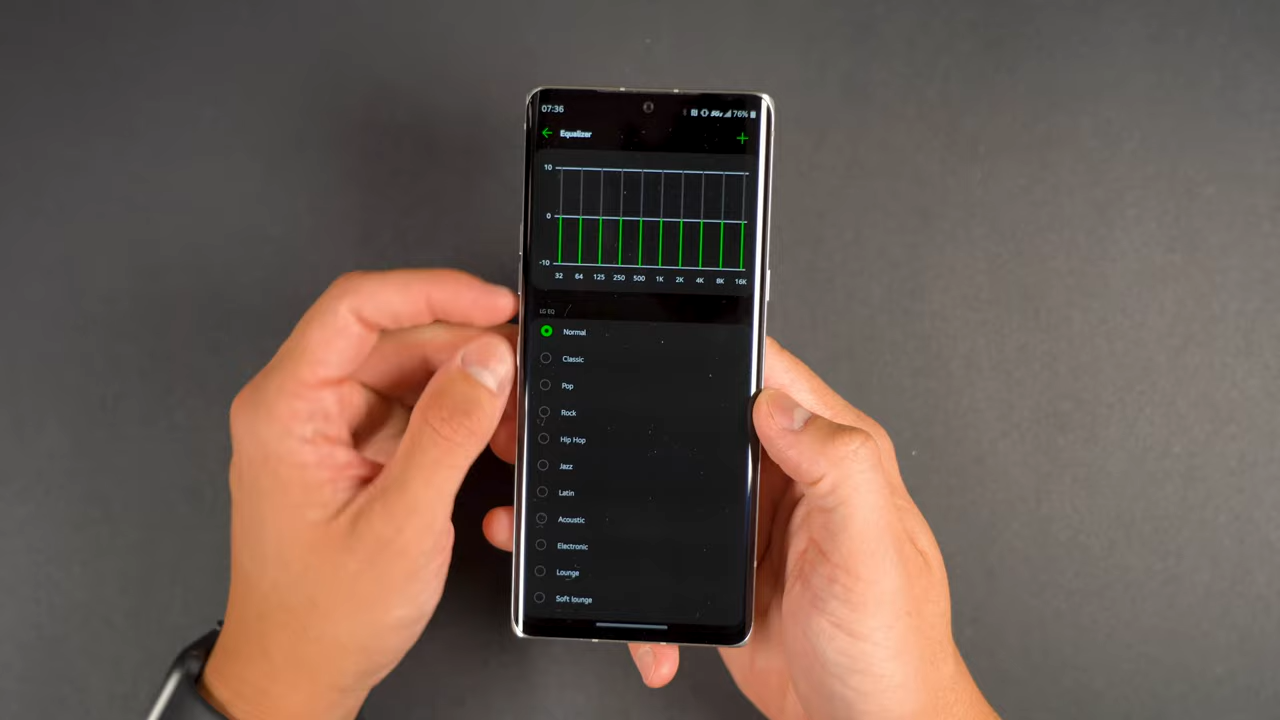 07:36 76%
Equalizer
10
0
-10
32 64 125 250 500 1K 2K 4K 8K 16K
LG EQ
Normal
Classic
Pop
Rock
Hip Hop
Jazz
Latin
Acoustic
Electronic
Lounge
Soft lounge